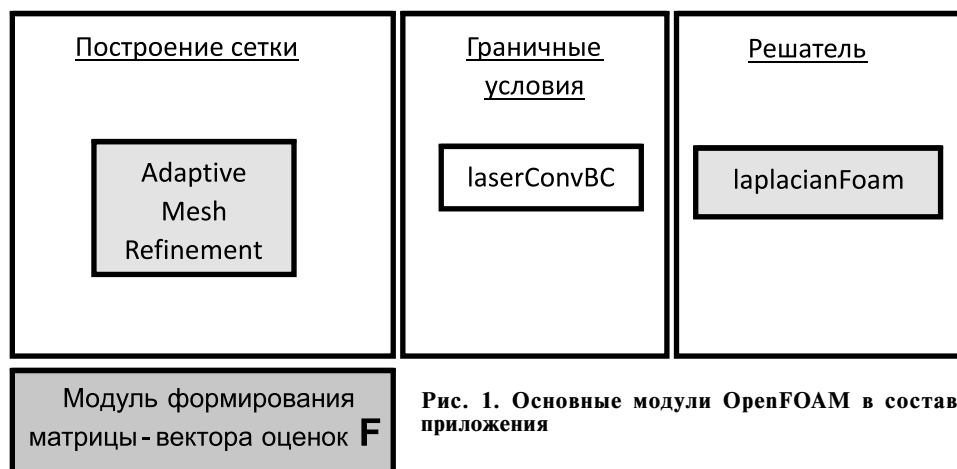 Построение сетки
Adaptive
Mesh
Refinement
Граничные
условия
laserConvBC
Решатель
laplacianFoam
Модуль формирования
матрицы-вектора оценок F
Рис. 1. Основные модули OpenFOAM в состав
приложения